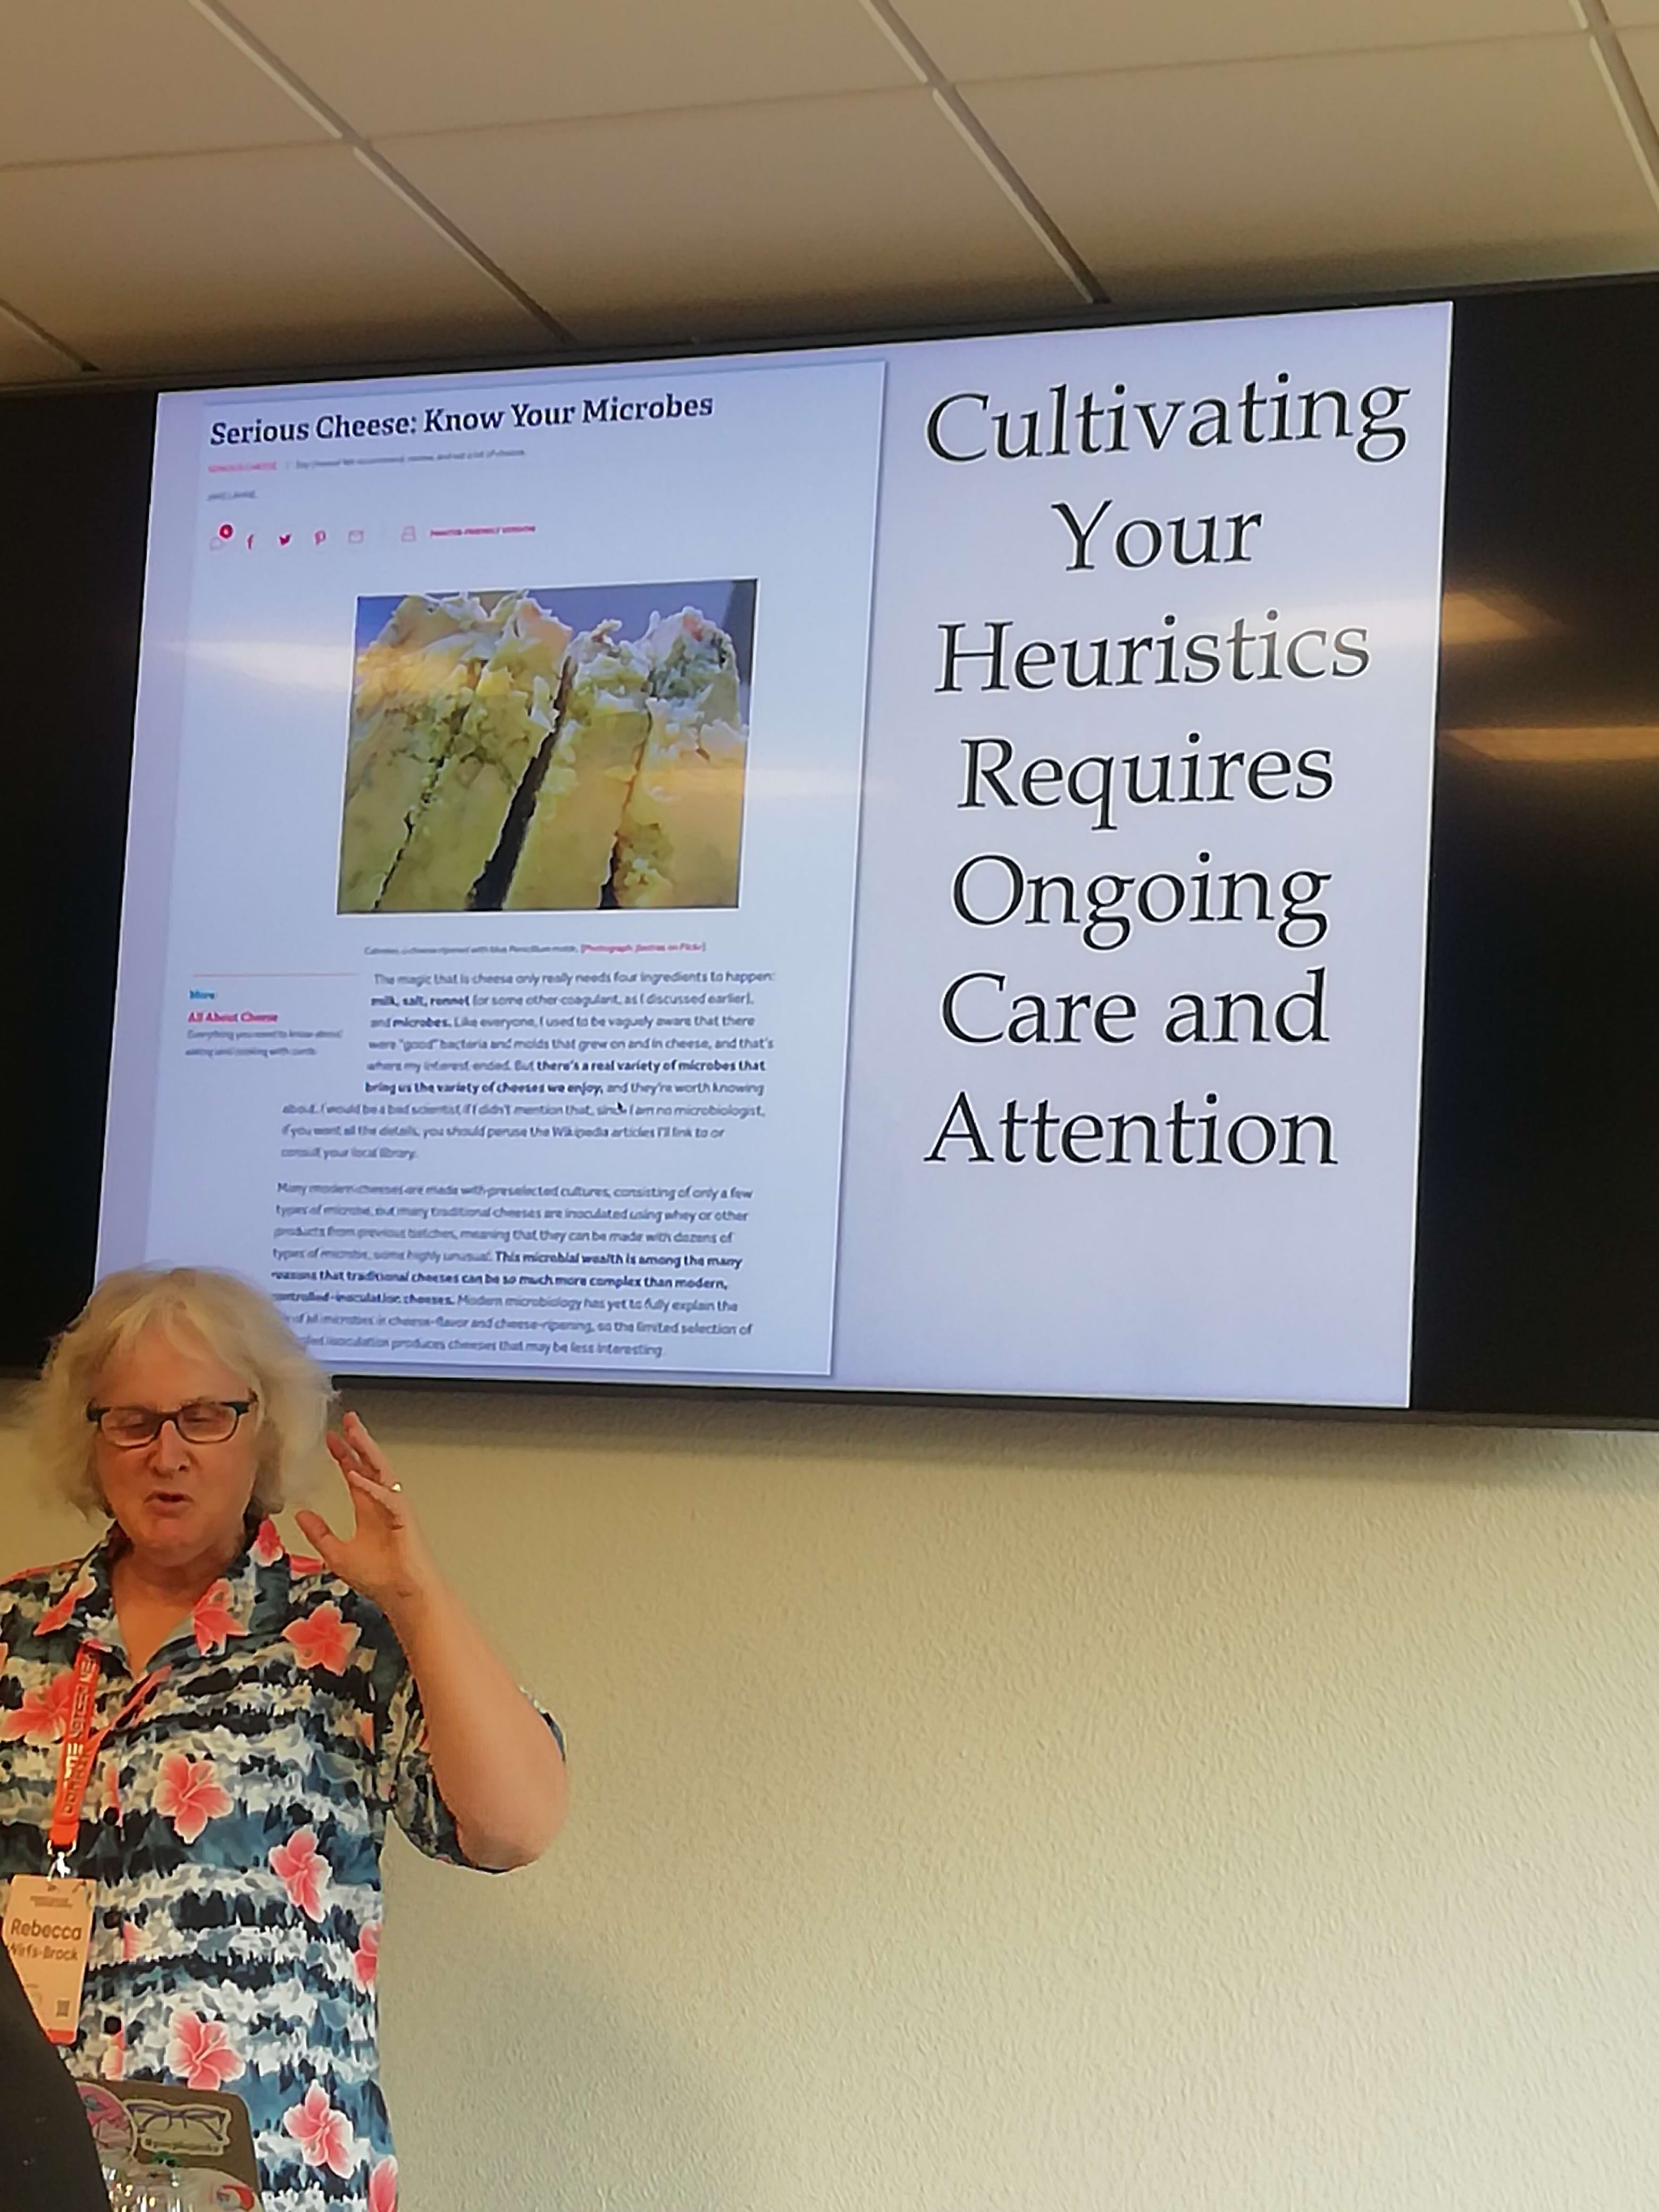 Serious Cheese: Know Your Microbes
SERIOUS CHEESE
PRINTER-FRIENDLY VERSION
[Photograph: on Flickr]
More
All About Cheese
Everything you need to know about
eating and cooking with curds
The magic that is cheese only really needs four ingredients to happen:
milk, salt, rennet (or some other coagulant, as I discussed earlier),
and microbes. Like everyone, I used to be vaguely aware that there
were "good" bacteria and molds that grew on and in cheese, and that's
where my interest ended. But there's a real variety of microbes that
bring us the variety of cheeses we enjoy, and they're worth knowing
about. I would be a bad scientist if I didn't mention that, since I am no microbiologist,
if you want all the details, you should peruse the Wikipedia articles I'll link to or
consult your local library.
Many modern cheeses are made with preselected cultures, consisting of only a few
types of microbe, but many traditional cheeses are inoculated using whey or other
products from previous batches, meaning that they can be made with dozens of
types of microbe, some highly unusual. This microbial wealth is among the many
reasons that traditional cheeses can be so much more complex than modern,
controlled-inoculation cheeses. Modern microbiology has yet to fully explain the
of all microbes in cheese-flavor and cheese-ripening, so the limited selection of
inoculation produces cheeses that may be less interesting.
Cultivating
Your
Heuristics
Requires
Ongoing
Care and
Attention
Rebecca
Wirfs-Brock